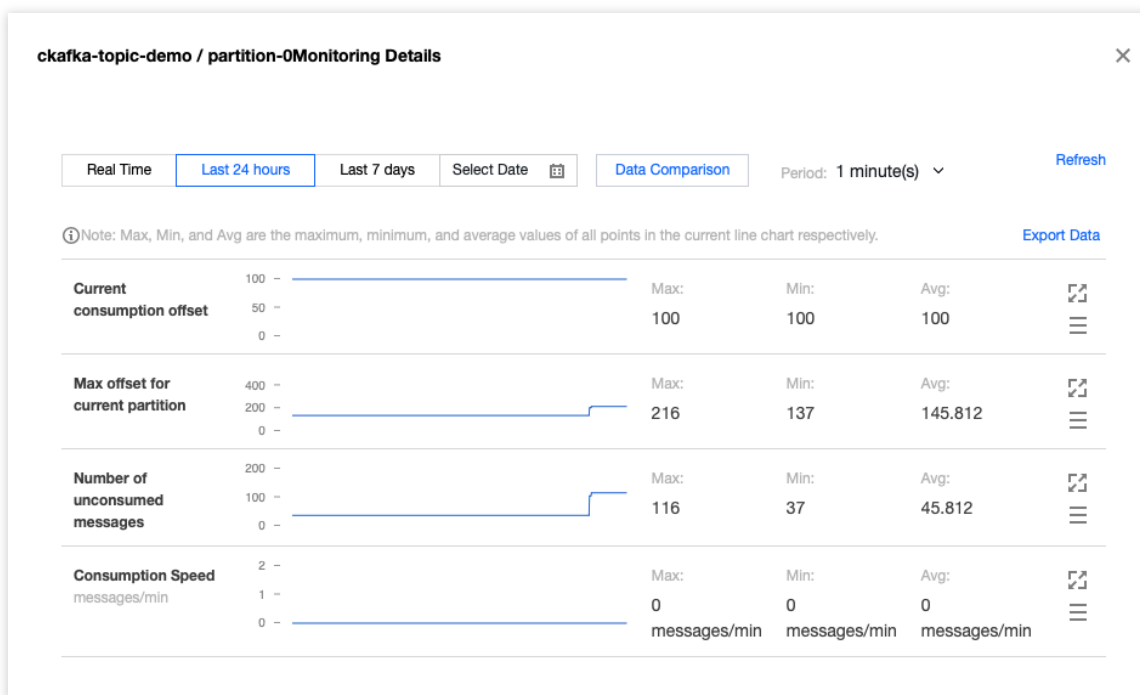 ckafka-topic-demo / partition-0Monitoring Details
Real Time Last 24 hours Last 7 days Select Date Data Comparison Period: 1 minute(s) Refresh
Note: Max, Min, and Avg are the maximum, minimum, and average values of all points in the current line chart respectively. Export Data
Current
consumption offset
100
50
0
Max: Min: Avg:
100 100 100
Max offset for
current partition
400
200
0
Max: Min: Avg:
216 137 145.812
Number of
unconsumed
messages
200
100
0
Max: Min: Avg:
116 37 45.812
Consumption Speed
messages/min
2
1
0
Max: Min: Avg:
0 0 0
messages/min messages/min messages/min